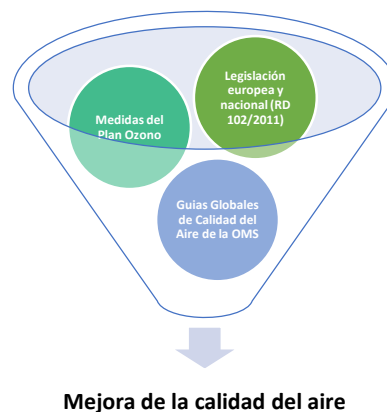 Legislación
europea y
nacional (RD
102/2011)
Medidas del
Plan Ozono
Guias Globales
de Calidad del
Aire de la OMS
Mejora de la calidad del aire